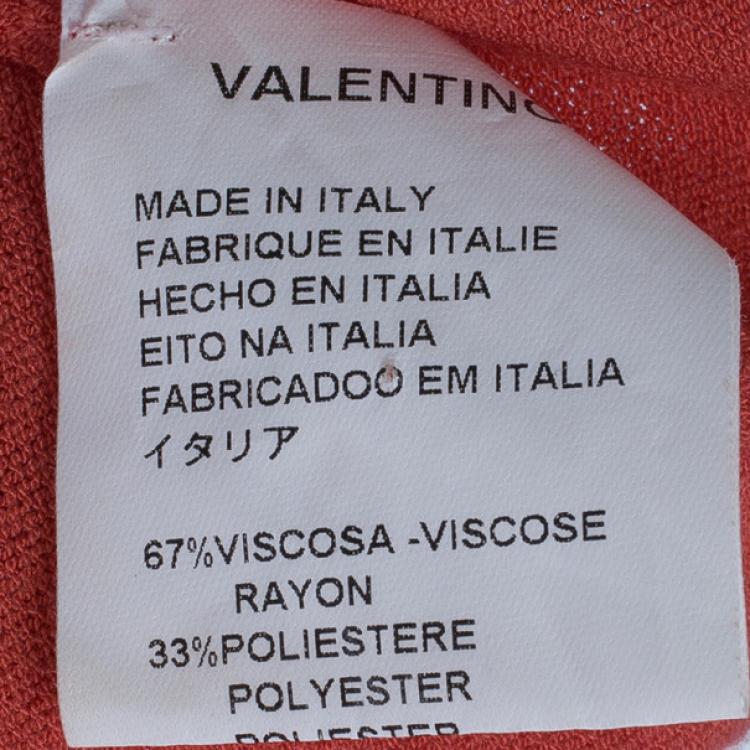 VALENTINO
MADE IN ITALY
FABRIQUE EN ITALIE
HECHO EN ITALIA
EITO NA ITALIA
FABRICADOO EM ITALIA
イタリア
67%VISCOSA -VISCOSE
RAYON
33%POLIESTERE
POLYESTER
POLIESTER